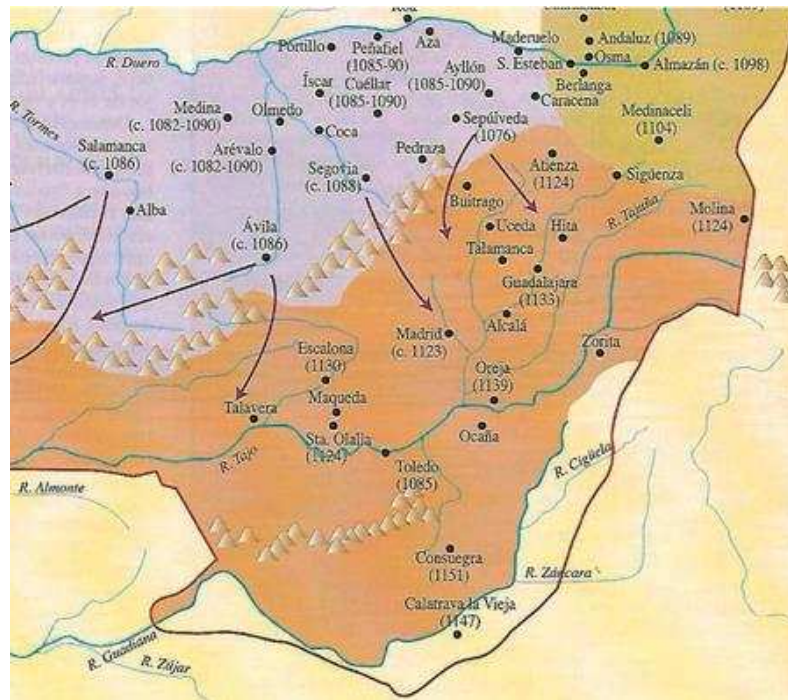 Roa
Portillo
Peñafiel
(1085-90)
Aza
Maderuelo
Andaluz (1089)
Osma
S. Esteban
Almazán (c. 1098)
Berlanga
R. Duero
Íscar
Cuéllar
(1085-1090)
Ayllón
(1085-1090)
Caracena
R. Tormes
Medina
(c. 1082-1090)
Olmedo
Coca
Sepúlveda
(1076)
Medinaceli
(1104)
Salamanca
(c. 1086)
Arévalo
(c. 1082-1090)
Segovia
(c. 1088)
Pedraza
Atienza
(1124)
Sigüenza
Alba
Buitrago
R. Tajuña
Molina
(1124)
Ávila
(c. 1086)
Uceda
Hita
Talamanca
Guadalajara
(1133)
Alcalá
Madrid
(c. 1123)
Zorita
Escalona
(1130)
Oreja
(1139)
Maqueda
Talavera
Sta. Olalla
(1124)
Ocaña
R. Tajo
Toledo
(1085)
R. Cigüela
R. Almonte
Consuegra
(1151)
R. Záncara
Calatrava la Vieja
(1147)
R. Guadiana
R. Zújar